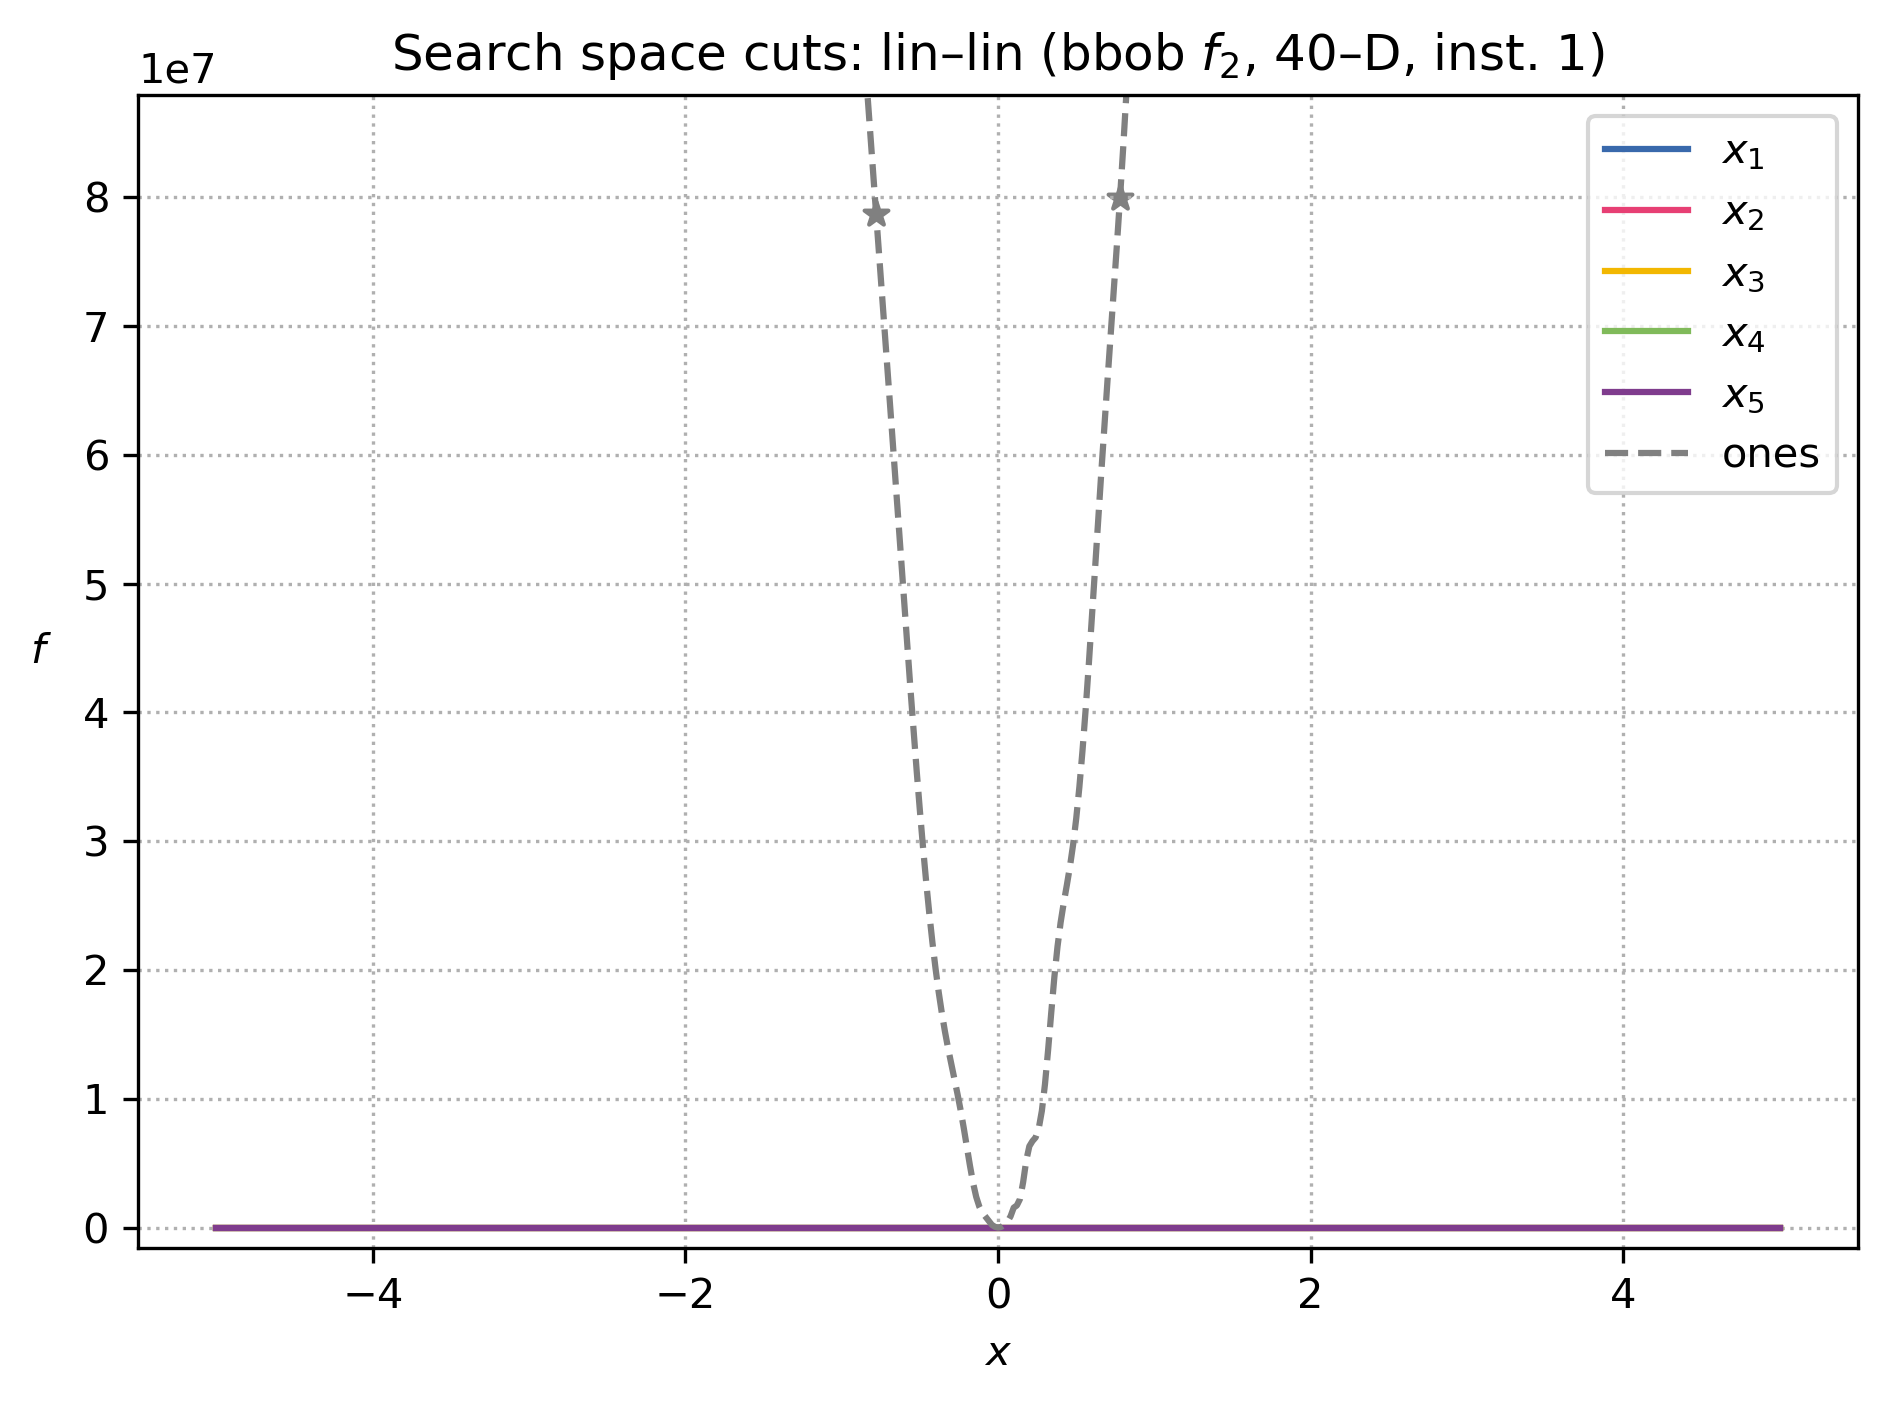 Search space cuts: lin–lin (bbob f₂, 40–D, inst. 1)
1e7
8
7
6
5
4
3
2
1
0
f
−4 −2 0 2 4
x
x₁
x₂
x₃
x₄
x₅
ones